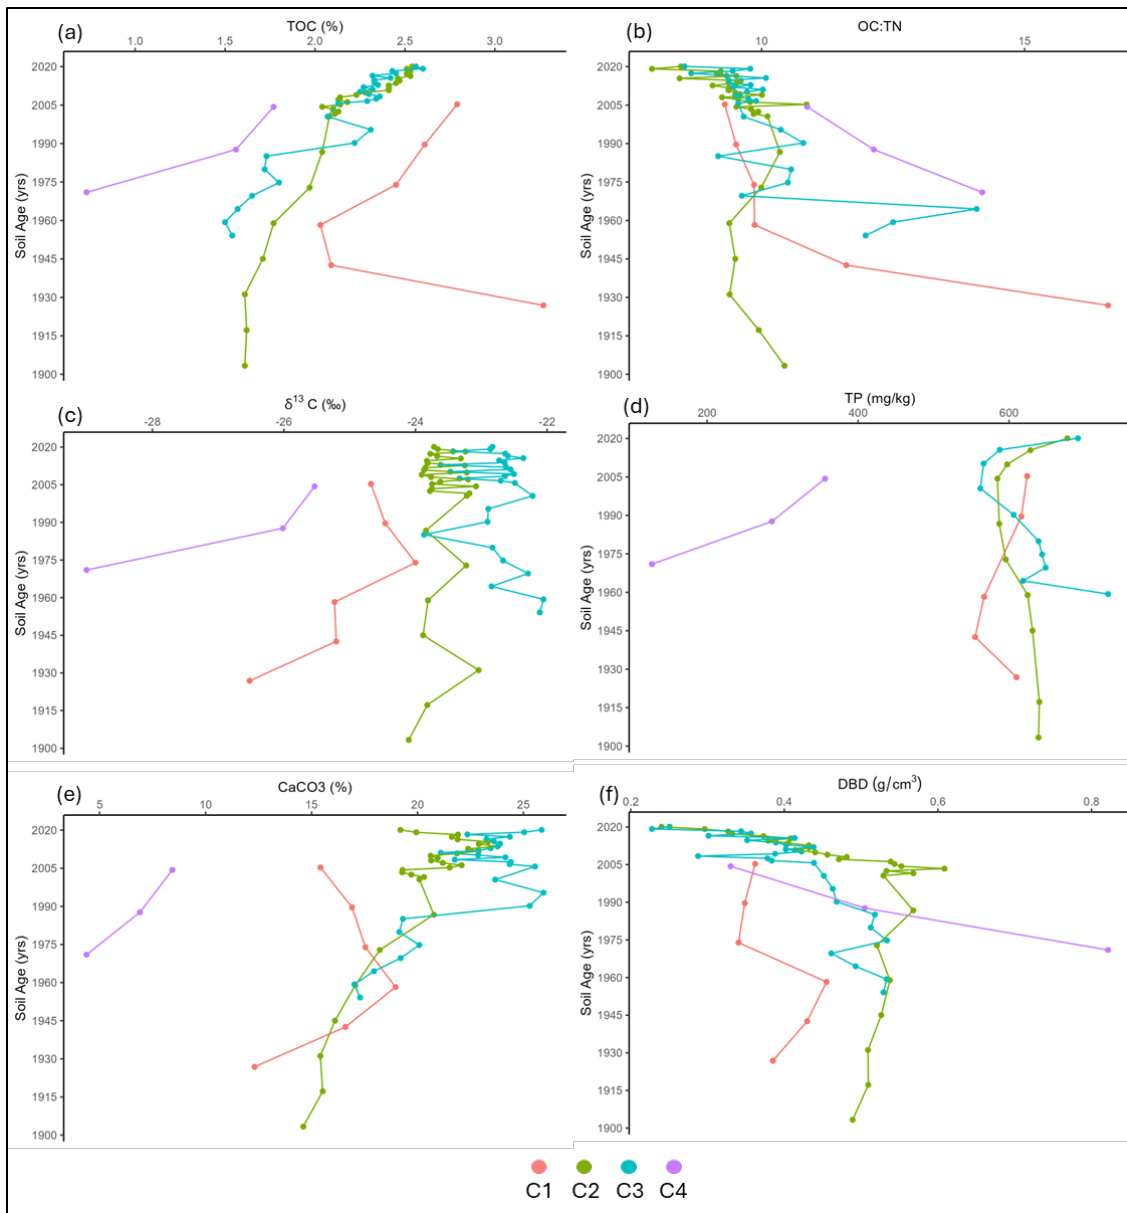 (a)
TOC (%)
1.0 1.5 2.0 2.5 3.0
Soil Age (yrs)
2020
2005
1990
1975
1960
1945
1930
1915
1900
(b)
OC:TN
10 15
Soil Age (yrs)
2020
2005
1990
1975
1960
1945
1930
1915
1900
(c)
δ¹³ C (‰)
-28 -26 -24 -22
Soil Age (yrs)
2020
2005
1990
1975
1960
1945
1930
1915
1900
(d)
TP (mg/kg)
200 400 600
Soil Age (yrs)
2020
2005
1990
1975
1960
1945
1930
1915
1900
(e)
CaCO3 (%)
5 10 15 20 25
Soil Age (yrs)
2020
2005
1990
1975
1960
1945
1930
1915
1900
(f)
DBD (g/cm³)
0.2 0.4 0.6 0.8
Soil Age (yrs)
2020
2005
1990
1975
1960
1945
1930
1915
1900
C1 C2 C3 C4